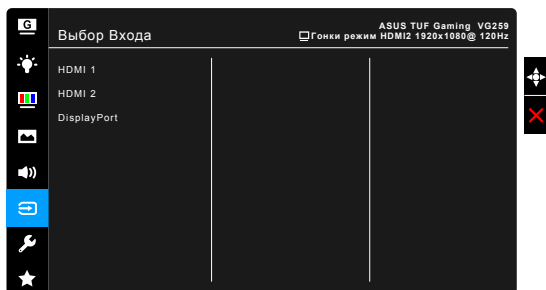 G
ASUS TUF Gaming VG259
Выбор Входа
Гонки режим HDMI2 1920x1080@ 120Hz
HDMI 1
HDMI 2
DisplayPort